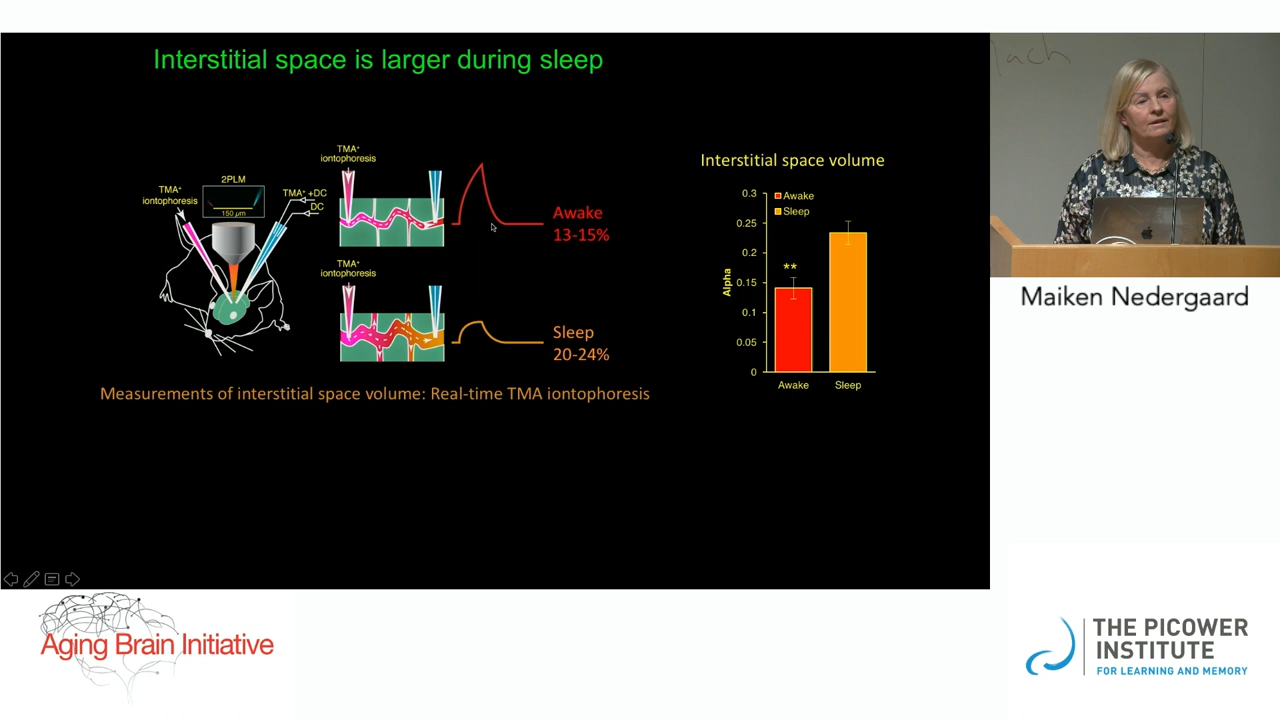 Interstitial space is larger during sleep
TMA⁺
iontophoresis
2PLM
150 µm
TMA⁺ +DC
DC
TMA⁺
iontophoresis
Awake
13-15%
TMA⁺
iontophoresis
Sleep
20-24%
Measurements of interstitial space volume: Real-time TMA iontophoresis
Interstitial space volume
Awake
Sleep
0.3
0.25
0.2
0.15
0.1
0.05
0
Alpha
**
Awake
Sleep
Maiken Nedergaard
Aging Brain Initiative
THE PICOWER
INSTITUTE
FOR LEARNING AND MEMORY